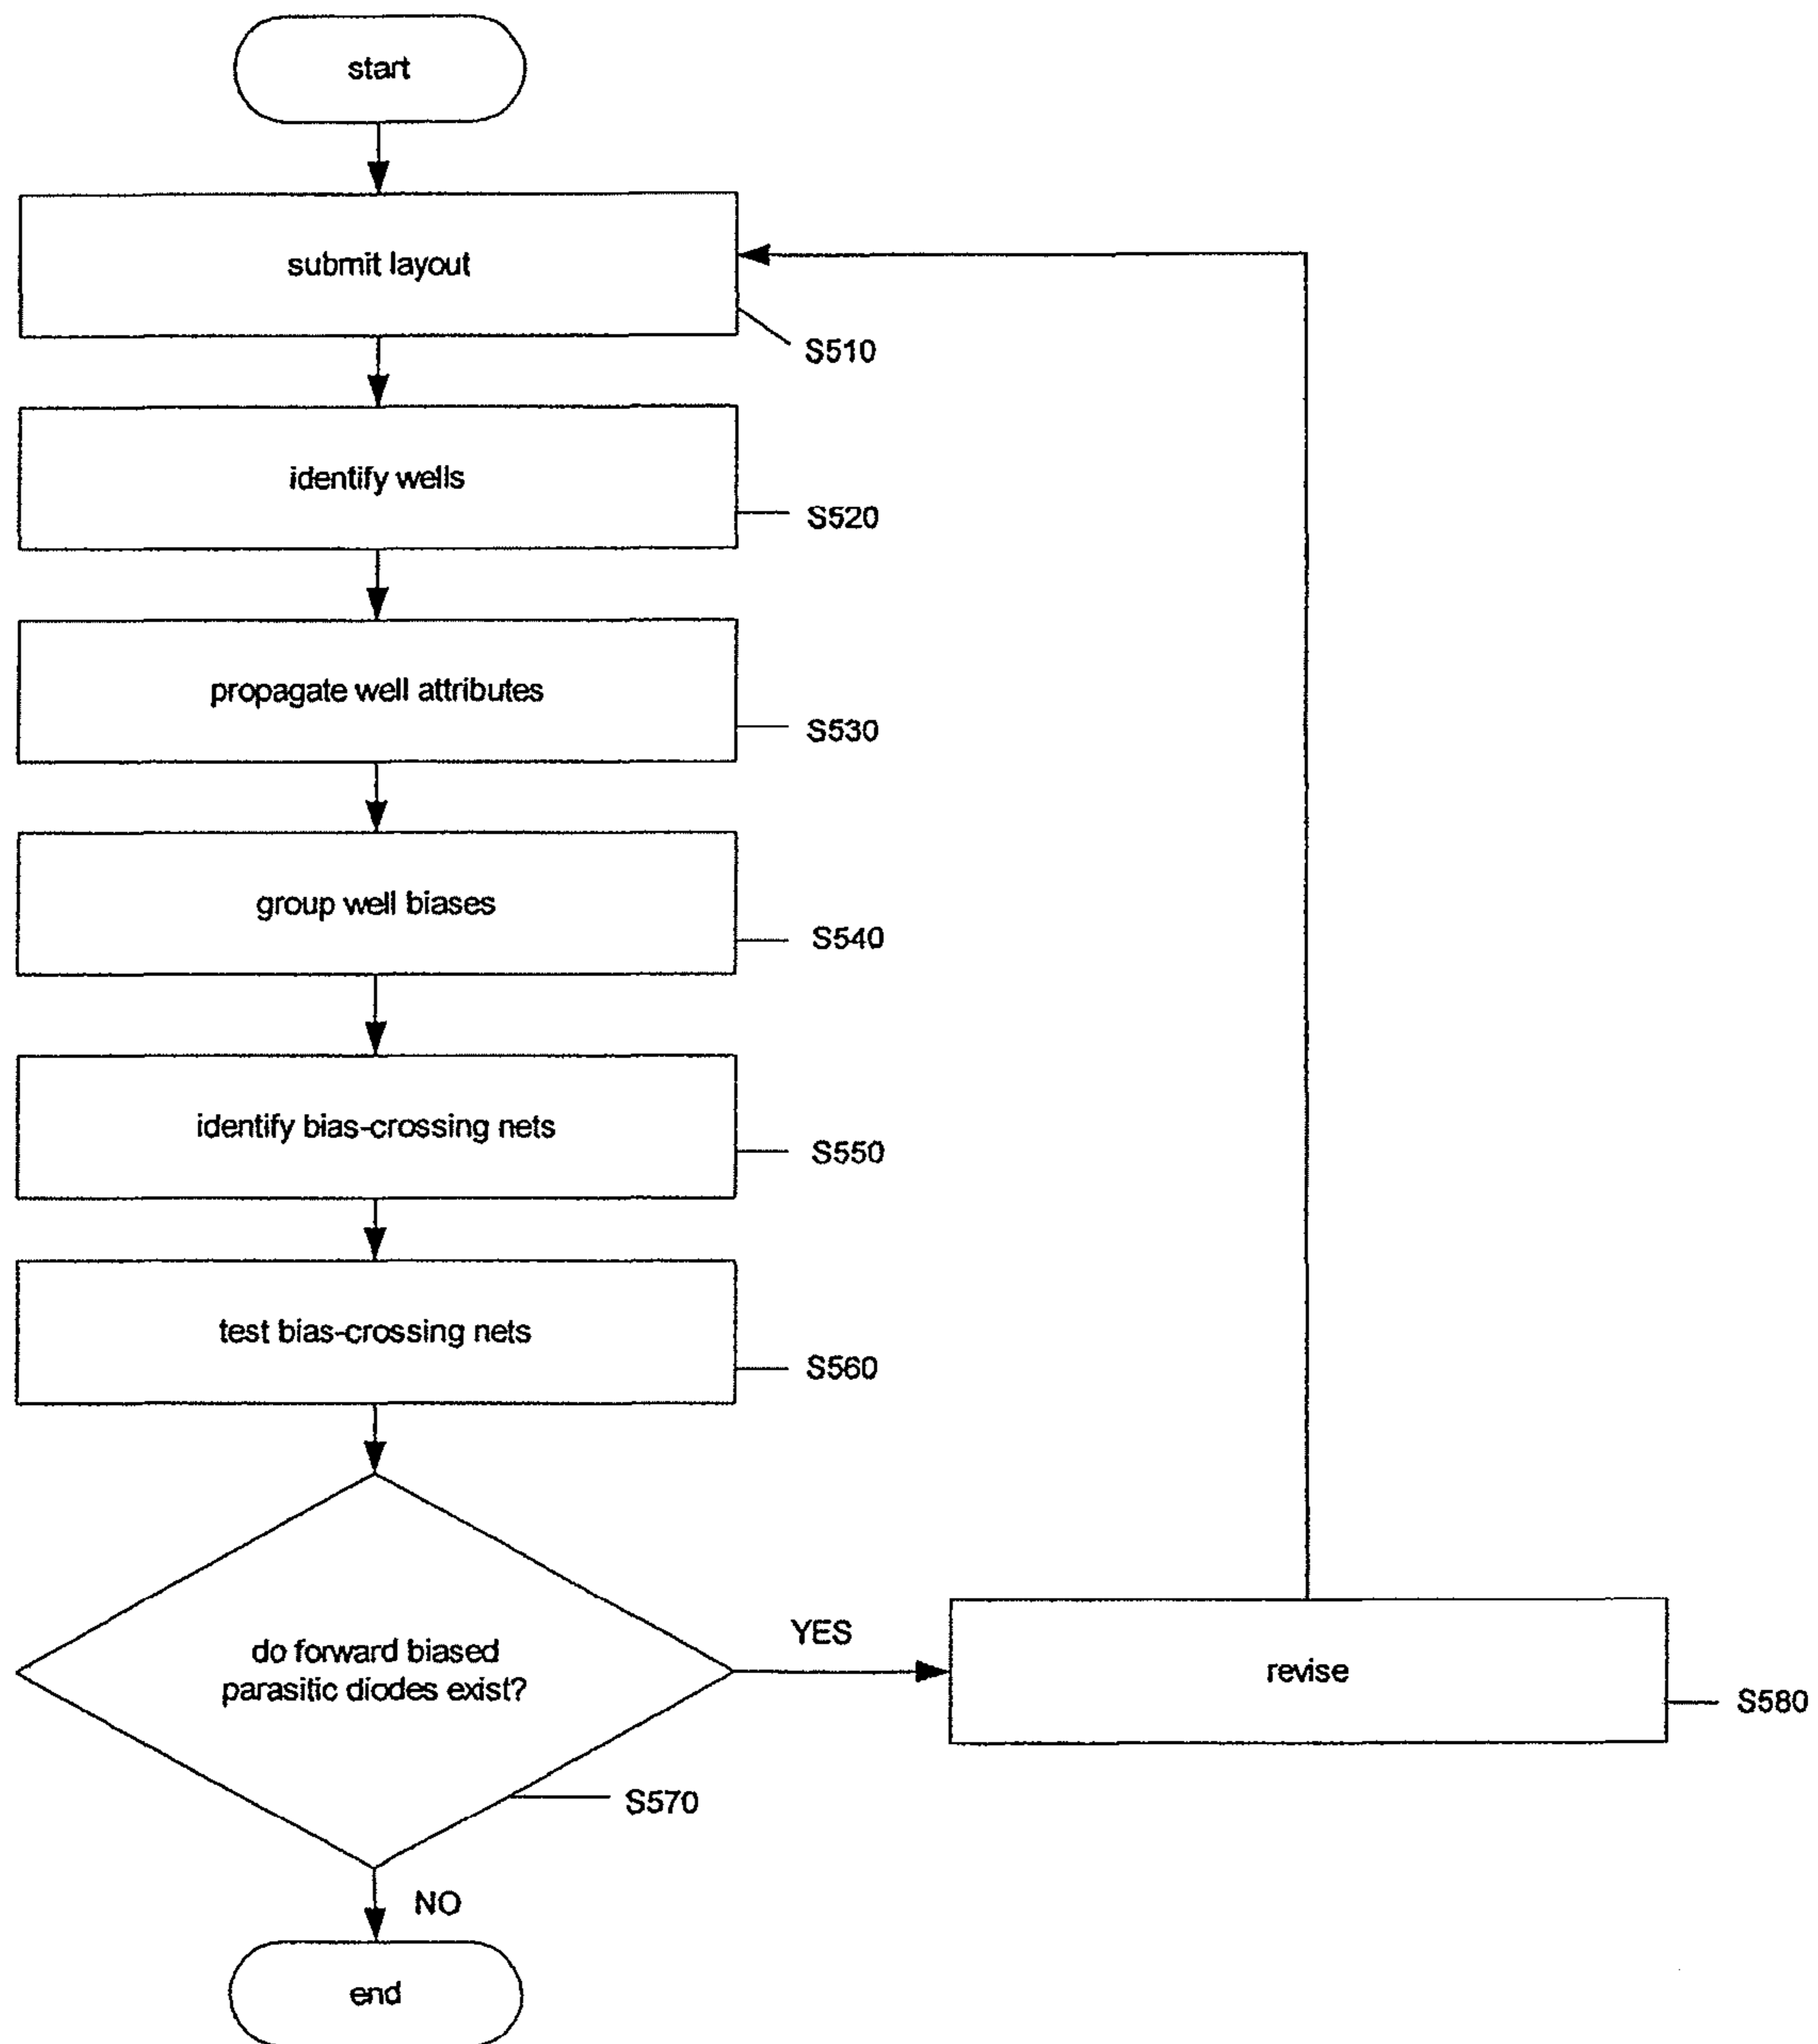 start
submit layout
S510
identify wells
S520
propagate well attributes
S530
group well biases
S540
identify bias-crossing nets
S550
test bias-crossing nets
S560
do forward biased
parasitic diodes exist?
S570
YES
revise
S580
NO
end